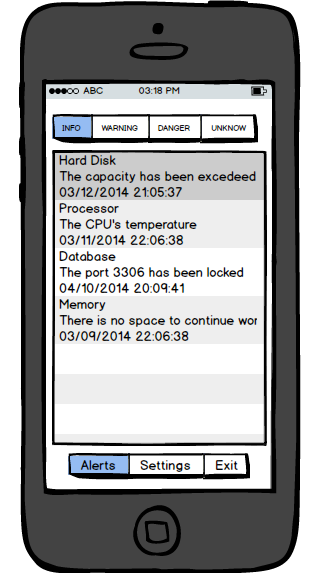 ABC 03:18 PM
INFO WARNING DANGER UNKNOW
Hard Disk
The capacity has been excedeed
03/12/2014 21:05:37
Processor
The CPU's temperature
03/11/2014 22:06:38
Database
The port 3306 has been locked
04/10/2014 20:09:41
Memory
There is no space to continue wor
03/09/2014 22:06:38
Alerts Settings Exit